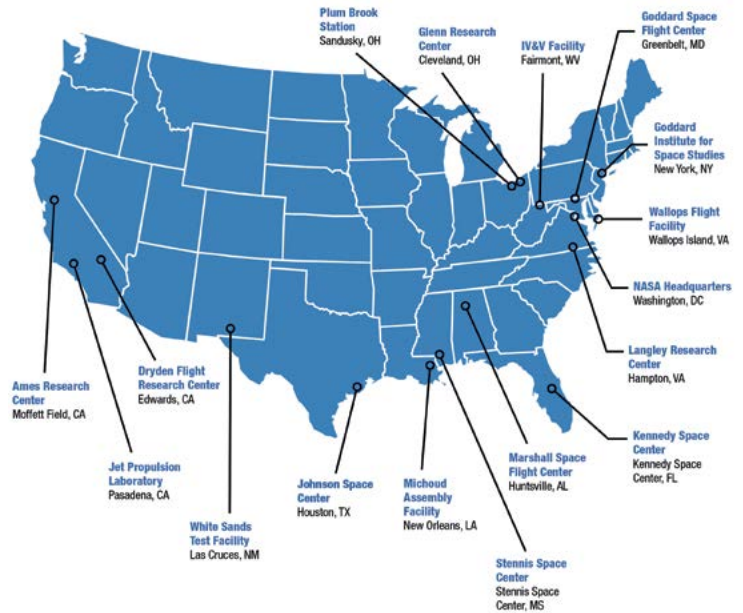 Plum Brook
Station
Sandusky, OH
Glenn Research
Center
Cleveland, OH
IV&V Facility
Fairmont, WV
Goddard Space
Flight Center
Greenbelt, MD
Goddard
Institute for
Space Studies
New York, NY
Wallops Flight
Facility
Wallops Island, VA
NASA Headquarters
Washington, DC
Langley Research
Center
Hampton, VA
Kennedy Space
Center
Kennedy Space
Center, FL
Ames Research
Center
Moffett Field, CA
Dryden Flight
Research Center
Edwards, CA
Jet Propulsion
Laboratory
Pasadena, CA
White Sands
Test Facility
Las Cruces, NM
Johnson Space
Center
Houston, TX
Michoud
Assembly
Facility
New Orleans, LA
Marshall Space
Flight Center
Huntsville, AL
Stennis Space
Center
Stennis Space
Center, MS